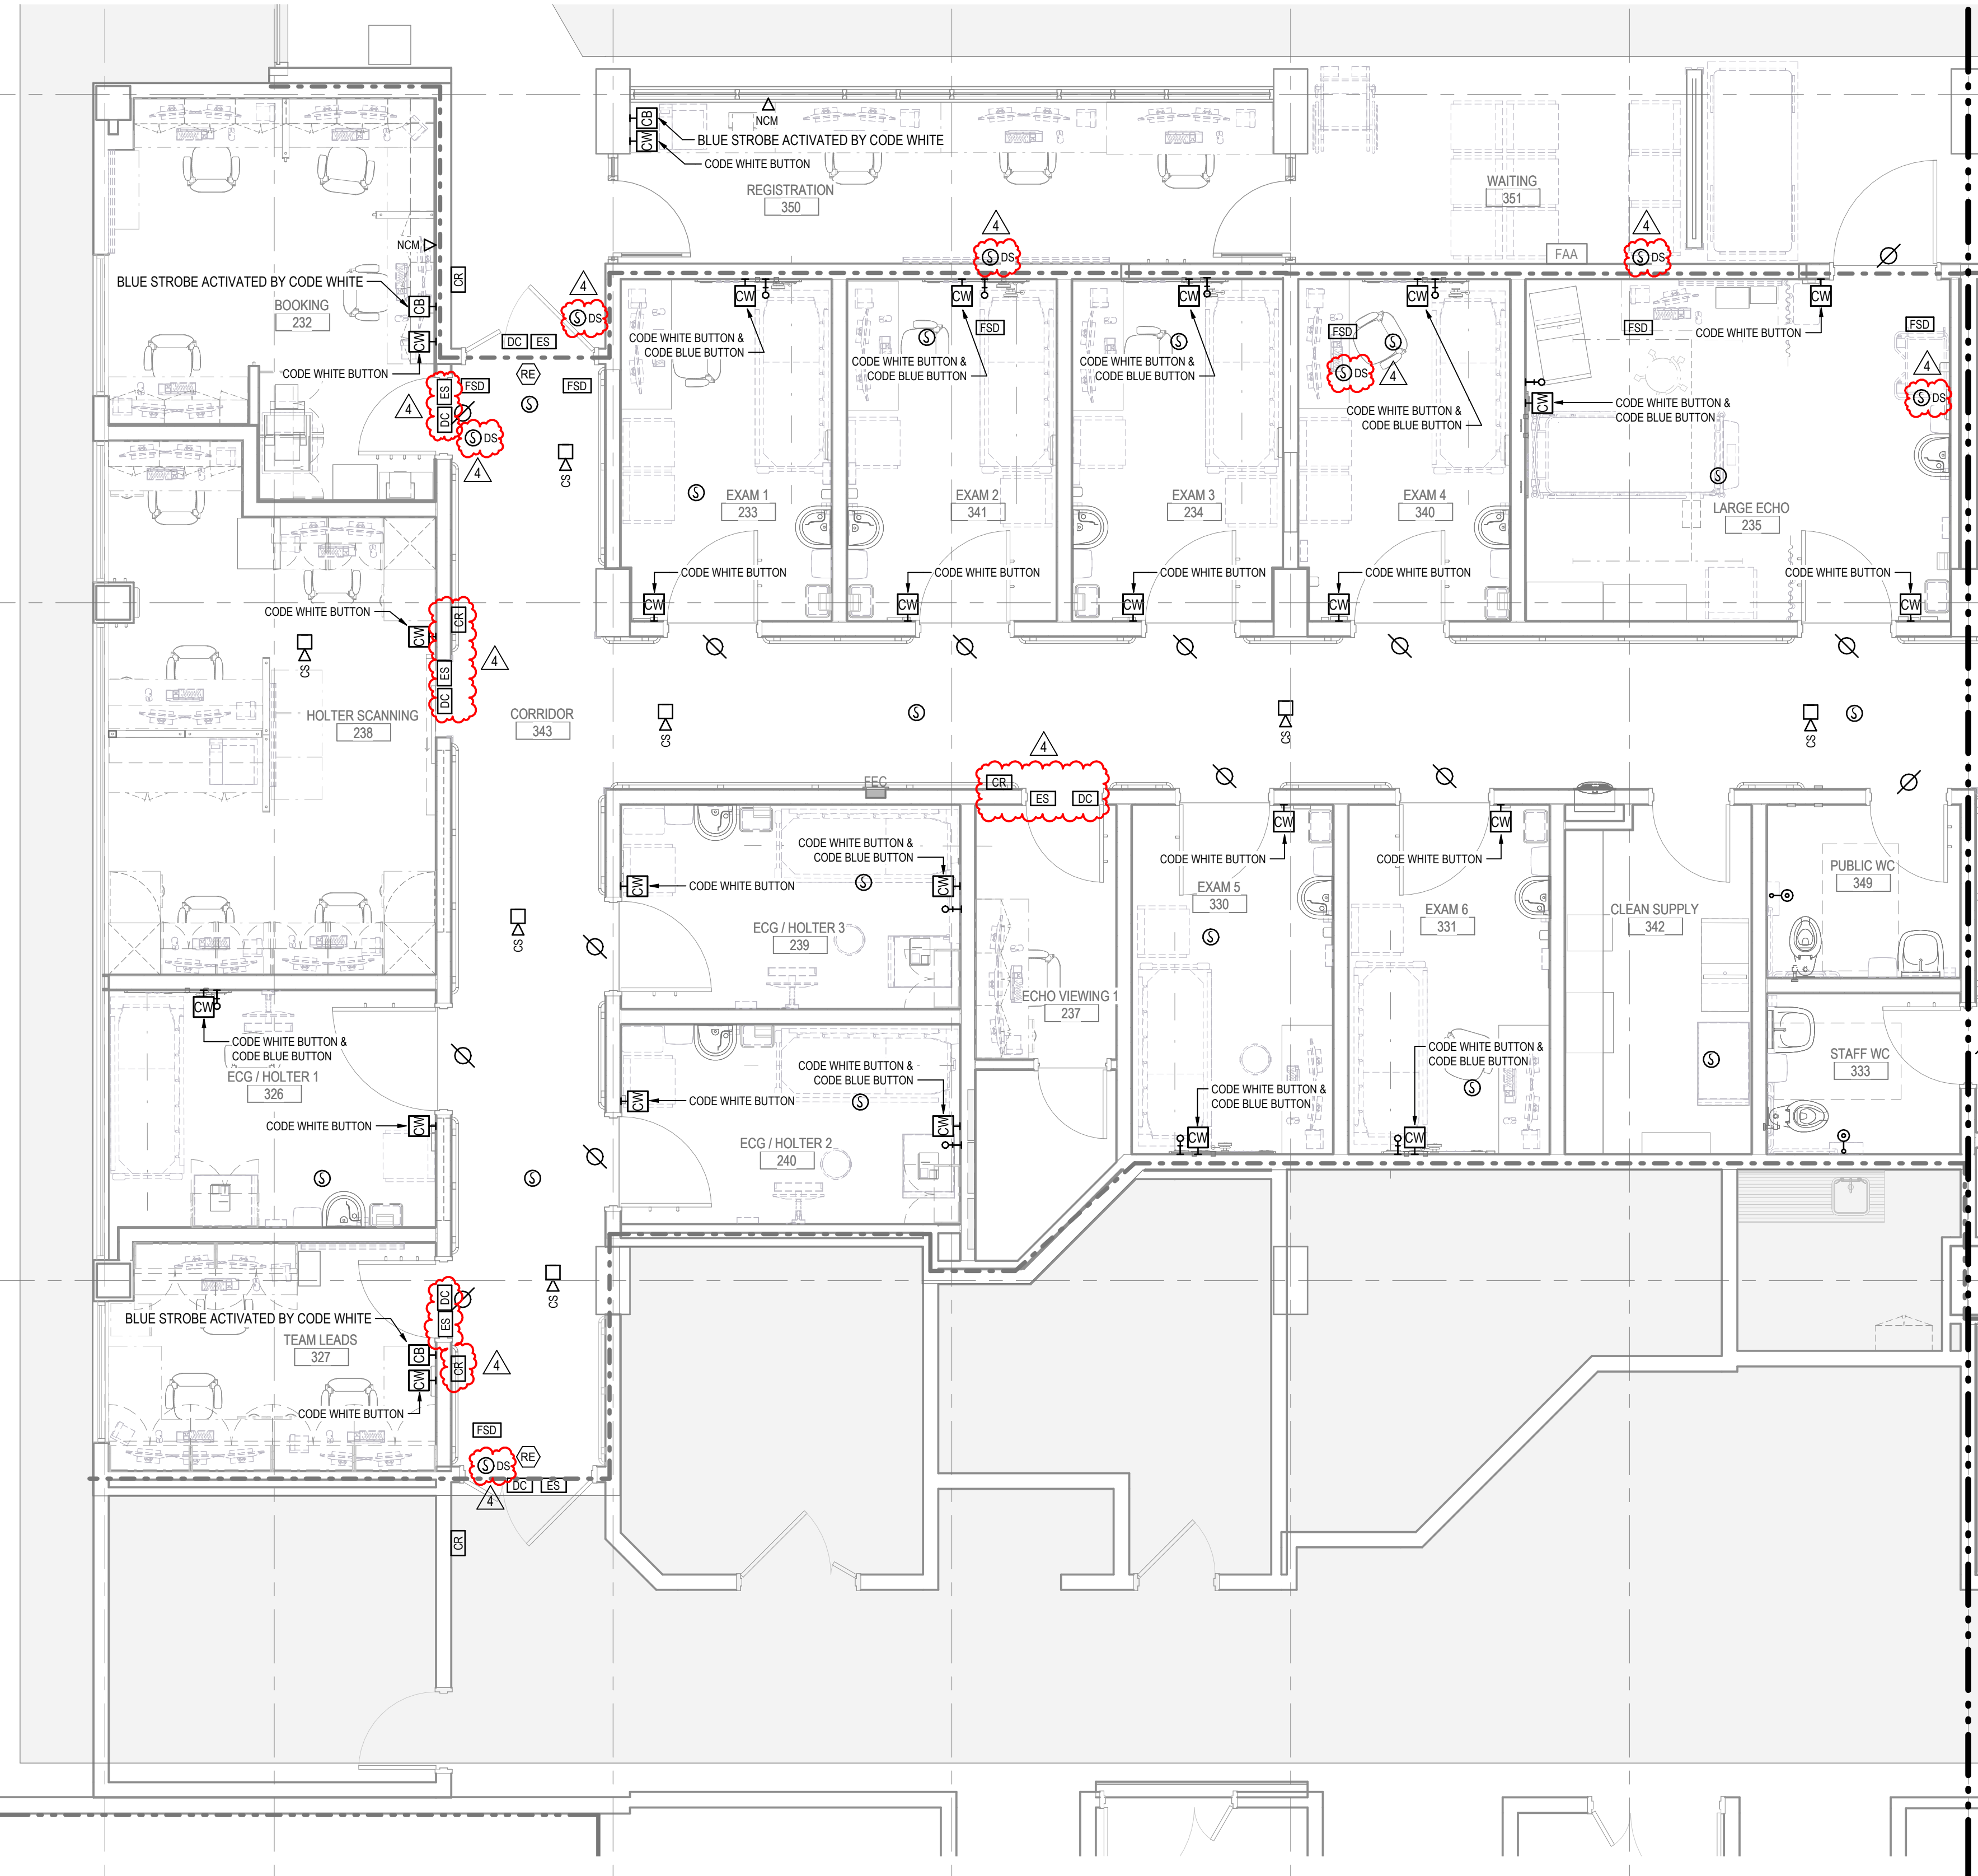 CB
CW
NCM
BLUE STROBE ACTIVATED BY CODE WHITE
CODE WHITE BUTTON
REGISTRATION
350
WAITING
351
4
S DS
4
S DS
FAA
NCM
CR
BLUE STROBE ACTIVATED BY CODE WHITE
CB
BOOKING
232
CW
CODE WHITE BUTTON
4
S DS
DC
ES
RE
FSD
FSD
S
ES
DC
4
S DS
4
CS
CW
CODE WHITE BUTTON &
CODE BLUE BUTTON
S
EXAM 1
233
CODE WHITE BUTTON
CW
CW
FSD
S
CODE WHITE BUTTON &
CODE BLUE BUTTON
EXAM 2
341
CODE WHITE BUTTON
CW
CW
S
CODE WHITE BUTTON &
CODE BLUE BUTTON
EXAM 3
234
CODE WHITE BUTTON
CW
CW
FSD
S
S DS
4
CODE WHITE BUTTON &
CODE BLUE BUTTON
EXAM 4
340
CODE WHITE BUTTON
CW
CW
FSD
CODE WHITE BUTTON
FSD
4
S DS
CW
CODE WHITE BUTTON &
CODE BLUE BUTTON
S
LARGE ECHO
235
CODE WHITE BUTTON
CW
CODE WHITE BUTTON
CW
CR
CS
ES
DC
4
HOLTER SCANNING
238
CORRIDOR
343
CS
S
CS
CS
S
4
FEC
CR
ES
DC
CODE WHITE BUTTON &
CODE BLUE BUTTON
S
CW
CW
CODE WHITE BUTTON
ECG / HOLTER 3
239
CS
CW
CODE WHITE BUTTON
EXAM 5
330
S
CW
CODE WHITE BUTTON
EXAM 6
331
CLEAN SUPPLY
342
PUBLIC WC
349
ECHO VIEWING 1
237
CW
CODE WHITE BUTTON &
CODE BLUE BUTTON
ECG / HOLTER 1
326
CODE WHITE BUTTON
CW
S
S
CODE WHITE BUTTON &
CODE BLUE BUTTON
S
CW
CODE WHITE BUTTON
CW
ECG / HOLTER 2
240
CODE WHITE BUTTON &
CODE BLUE BUTTON
CW
CODE WHITE BUTTON &
CODE BLUE BUTTON
S
CW
S
STAFF WC
333
CS
DC
ES
BLUE STROBE ACTIVATED BY CODE WHITE
TEAM LEADS
327
CB
CW
CR
4
CODE WHITE BUTTON
FSD
S DS
RE
4
DC
ES
CR